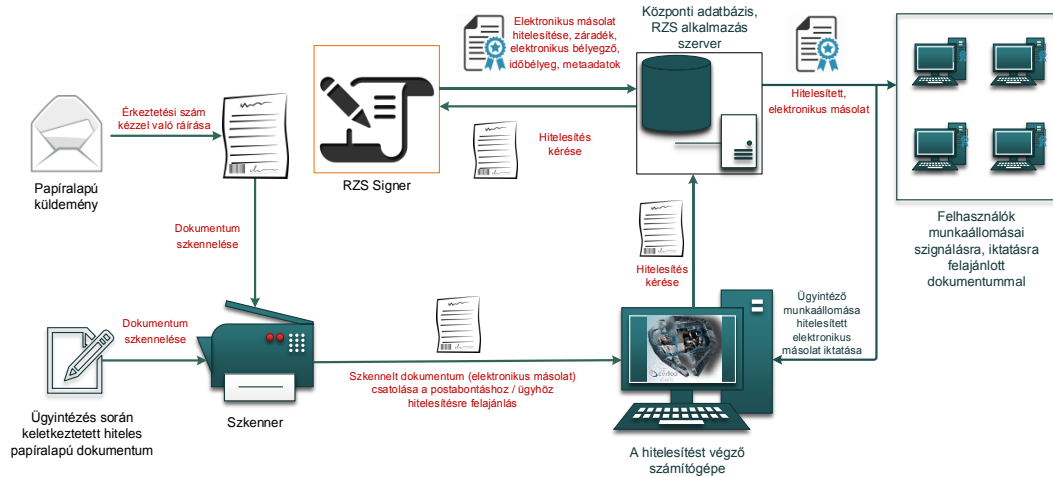 Papíralapú
küldemény
Érkeztetési szám
kézzel való ráírása
Dokumentum
szkennelése
RZS Signer
Elektronikus másolat
hitelesítése, záradék,
elektronikus bélyegző,
időbélyeg, metaadatok
Hitelesítés
kérése
Központi adatbázis,
RZS alkalmazás
szerver
Hitelesített,
elektronikus másolat
Felhasználók
munkaállomásai
szignálásra, iktatásra
felajánlott
dokumentummal
Hitelesítés
kérése
Ügyintéző
munkaállomása
hitelesített
elektronikus
másolat iktatása
Dokumentum
szkennelése
Ügyintézés során
keletkeztetett hiteles
papíralapú dokumentum
Szkenner
Szkennelt dokumentum (elektronikus másolat)
csatolása a postabontáshoz / ügyhöz
hitelesítésre felajánlás
A hitelesítést végző
számítógépe